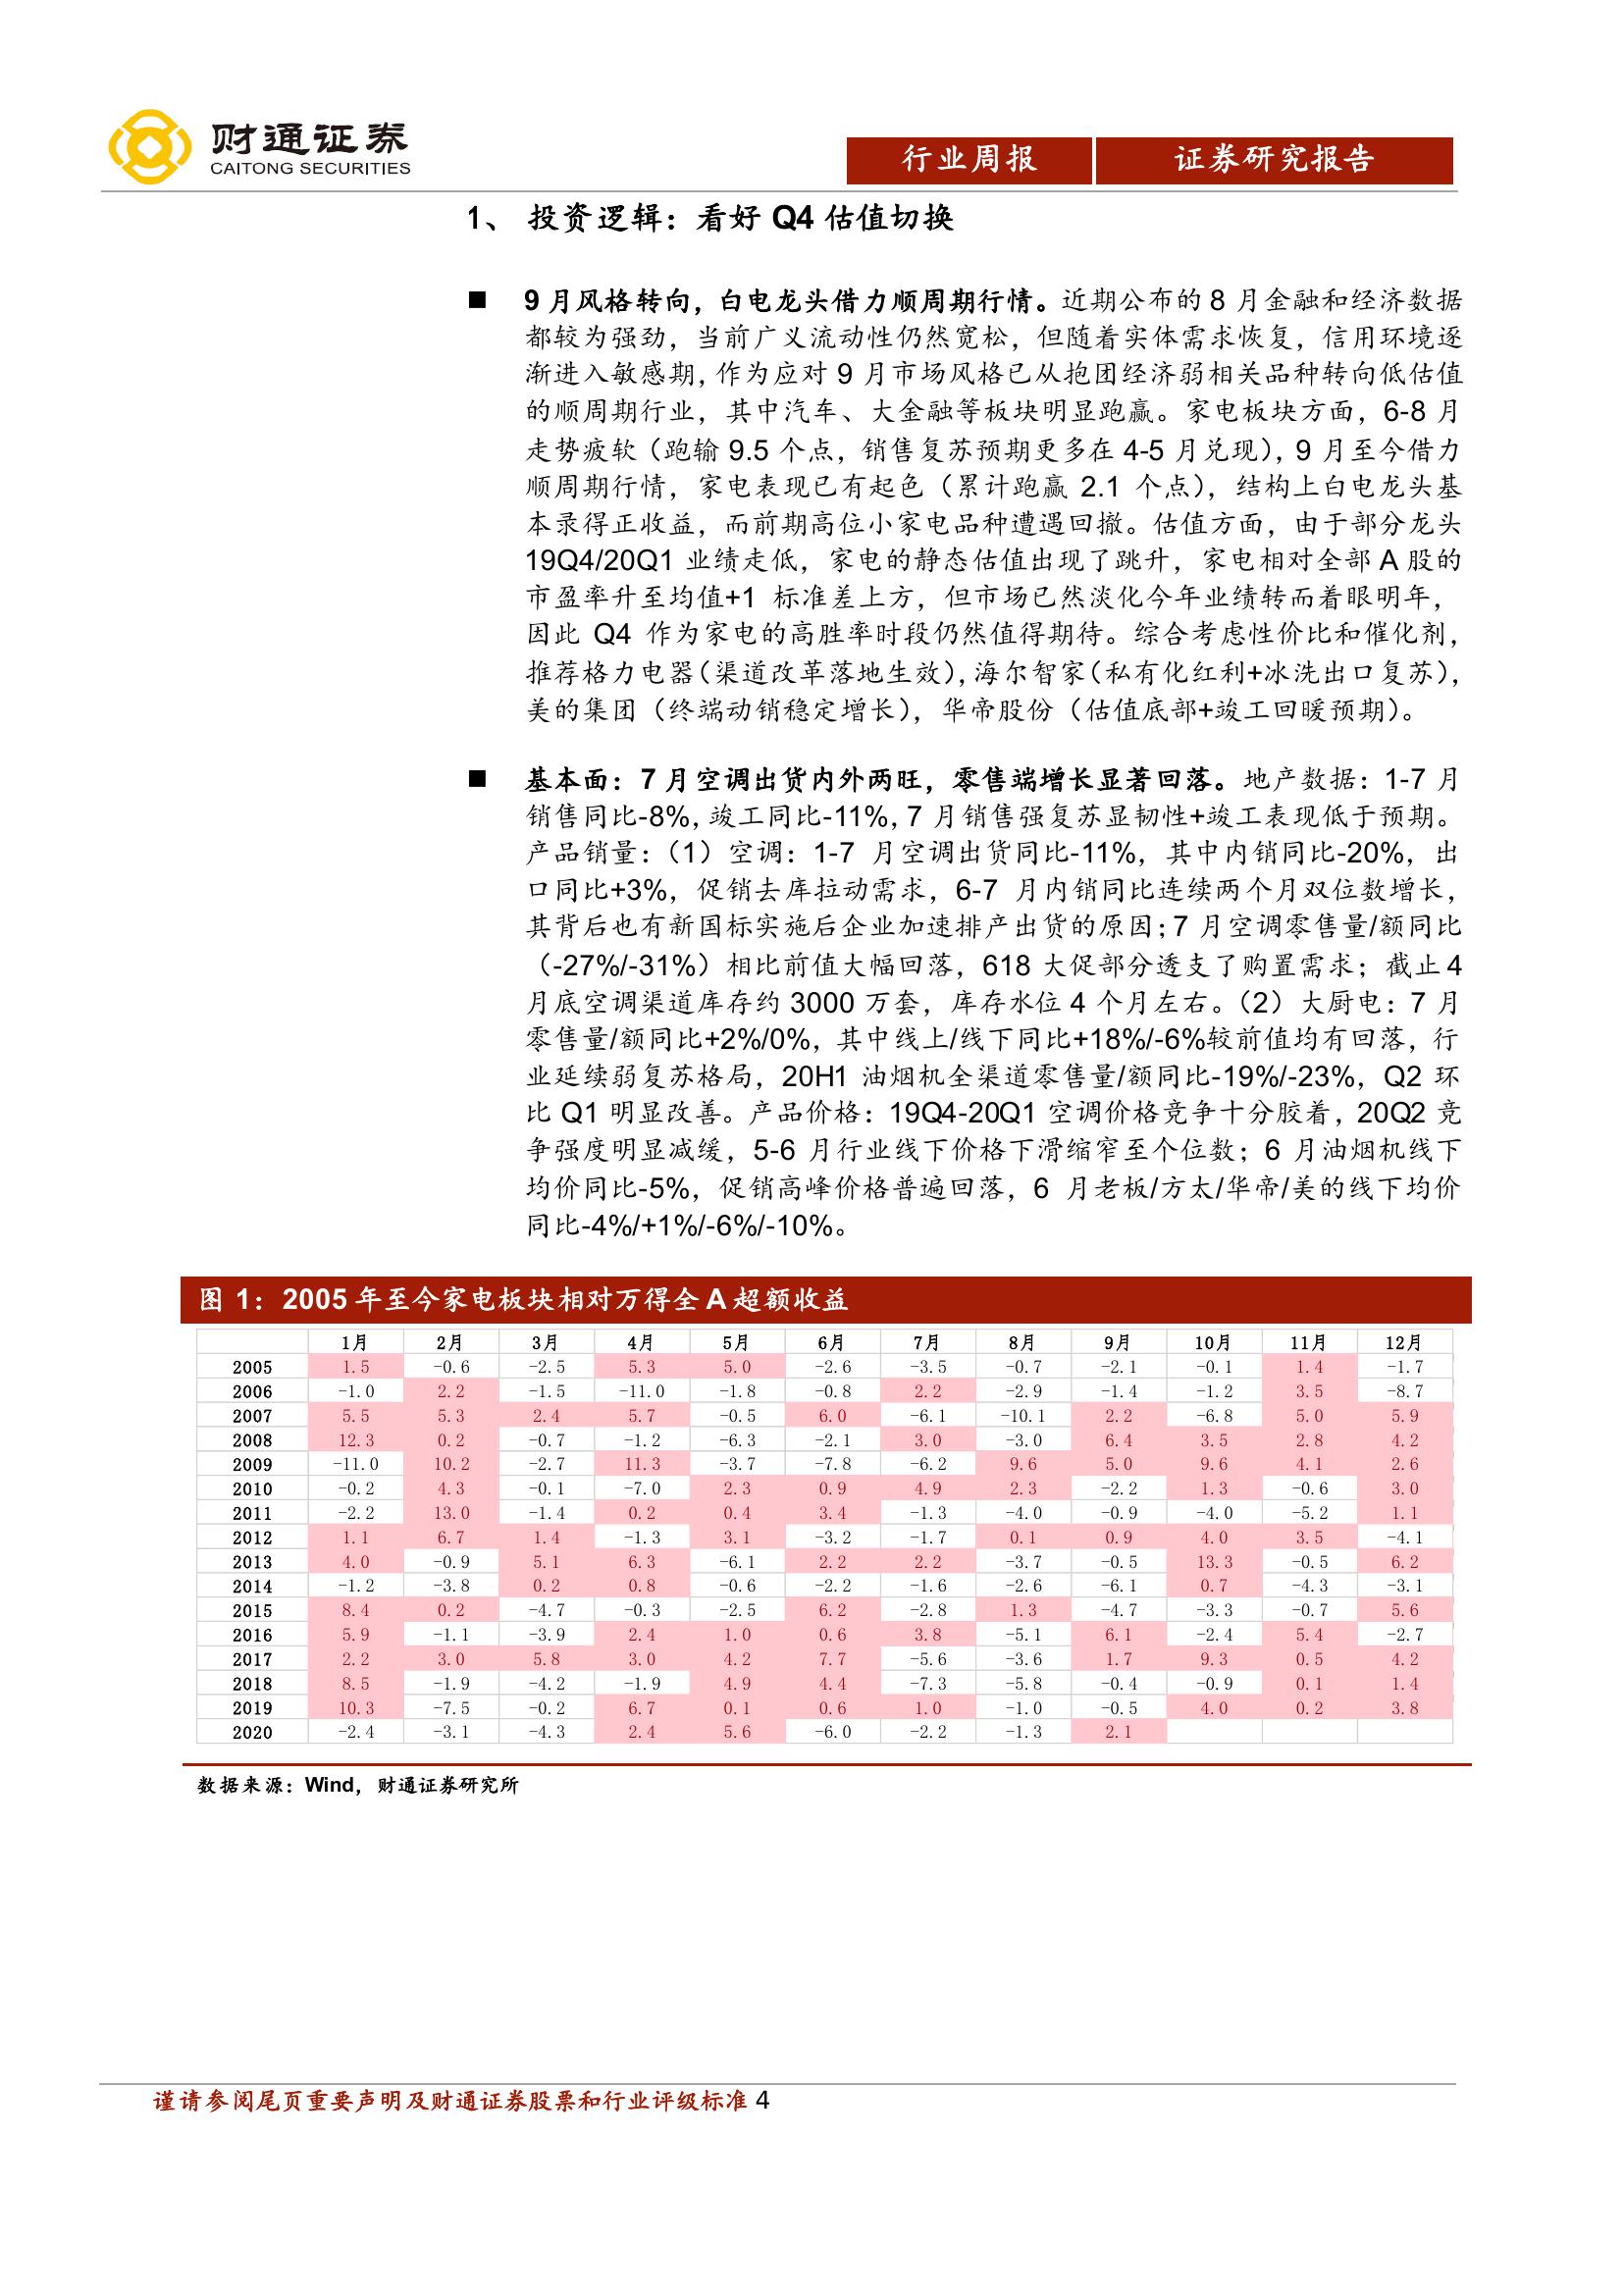 财通证券
CAITONG SECURITIES
行业周报
证券研究报告
1、 投资逻辑：看好 Q4 估值切换
■ 9 月风格转向，白电龙头借力顺周期行情。近期公布的 8 月金融和经济数据
都较为强劲，当前广义流动性仍然宽松，但随着实体需求恢复，信用环境逐
渐进入敏感期，作为应对 9 月市场风格已从抱团经济弱相关品种转向低估值
的顺周期行业，其中汽车、大金融等板块明显跑赢。家电板块方面，6-8 月
走势疲软（跑输 9.5 个点，销售复苏预期更多在 4-5 月兑现），9 月至今借力
顺周期行情，家电表现已有起色（累计跑赢 2.1 个点），结构上白电龙头基
本录得正收益，而前期高位小家电品种遭遇回撤。估值方面，由于部分龙头
19Q4/20Q1 业绩走低，家电的静态估值出现了跳升，家电相对全部 A 股的
市盈率升至均值+1 标准差上方，但市场已然淡化今年业绩转而着眼明年，
因此 Q4 作为家电的高胜率时段仍然值得期待。综合考虑性价比和催化剂，
推荐格力电器（渠道改革落地生效），海尔智家（私有化红利+冰洗出口复苏），
美的集团（终端动销稳定增长），华帝股份（估值底部+竣工回暖预期）。
■ 基本面：7 月空调出货内外两旺，零售端增长显著回落。地产数据：1-7 月
销售同比-8%，竣工同比-11%，7 月销售强复苏显韧性+竣工表现低于预期。
产品销量：（1）空调：1-7 月空调出货同比-11%，其中内销同比-20%，出
口同比+3%，促销去库拉动需求，6-7 月内销同比连续两个月双位数增长，
其背后也有新国标实施后企业加速排产出货的原因；7 月空调零售量/额同比
（-27%/-31%）相比前值大幅回落，618 大促部分透支了购置需求；截止 4
月底空调渠道库存约 3000 万套，库存水位 4 个月左右。（2）大厨电：7 月
零售量/额同比+2%/0%，其中线上/线下同比+18%/-6%较前值均有回落，行
业延续弱复苏格局，20H1 油烟机全渠道零售量/额同比-19%/-23%，Q2 环
比 Q1 明显改善。产品价格：19Q4-20Q1 空调价格竞争十分胶着，20Q2 竞
争强度明显减缓，5-6 月行业线下价格下滑缩窄至个位数；6 月油烟机线下
均价同比-5%，促销高峰价格普遍回落，6 月老板/方太/华帝/美的线下均价
同比-4%/+1%/-6%/-10%。
图 1：2005 年至今家电板块相对万得全 A 超额收益
1月 2月 3月 4月 5月 6月 7月 8月 9月 10月 11月 12月
2005 1.5 -0.6 -2.5 5.3 5.0 -2.6 -3.5 -0.7 -2.1 -0.1 1.4 -1.7
2006 -1.0 2.2 -1.5 -11.0 -1.8 -0.8 2.2 -2.9 -1.4 -1.2 3.5 -8.7
2007 5.5 5.3 2.4 5.7 -0.5 6.0 -6.1 -10.1 2.2 -6.8 5.0 5.9
2008 12.3 0.2 -0.7 -1.2 -6.3 -2.1 3.0 -3.0 6.4 3.5 2.8 4.2
2009 -11.0 10.2 -2.7 11.3 -3.7 -7.8 -6.2 9.6 5.0 9.6 4.1 2.6
2010 -0.2 4.3 -0.1 -7.0 2.3 0.9 4.9 2.3 -2.2 1.3 -0.6 3.0
2011 -2.2 13.0 -1.4 0.2 0.4 3.4 -1.3 -4.0 -0.9 -4.0 -5.2 1.1
2012 1.1 6.7 1.4 -1.3 3.1 -3.2 -1.7 0.1 0.9 4.0 3.5 -4.1
2013 4.0 -0.9 5.1 6.3 -6.1 2.2 2.2 -3.7 -0.5 13.3 -0.5 6.2
2014 -1.2 -3.8 0.2 0.8 -0.6 -2.2 -1.6 -2.6 -6.1 0.7 -4.3 -3.1
2015 8.4 0.2 -4.7 -0.3 -2.5 6.2 -2.8 1.3 -4.7 -3.3 -0.7 5.6
2016 5.9 -1.1 -3.9 2.4 1.0 0.6 3.8 -5.1 6.1 -2.4 5.4 -2.7
2017 2.2 3.0 5.8 3.0 4.2 7.7 -5.6 -3.6 1.7 9.3 0.5 4.2
2018 8.5 -1.9 -4.2 -1.9 4.9 4.4 -7.3 -5.8 -0.4 -0.9 0.1 1.4
2019 10.3 -7.5 -0.2 6.7 0.1 0.6 1.0 -1.0 -0.5 4.0 0.2 3.8
2020 -2.4 -3.1 -4.3 2.4 5.6 -6.0 -2.2 -1.3 2.1
数据来源：Wind，财通证券研究所
谨请参阅尾页重要声明及财通证券股票和行业评级标准 4